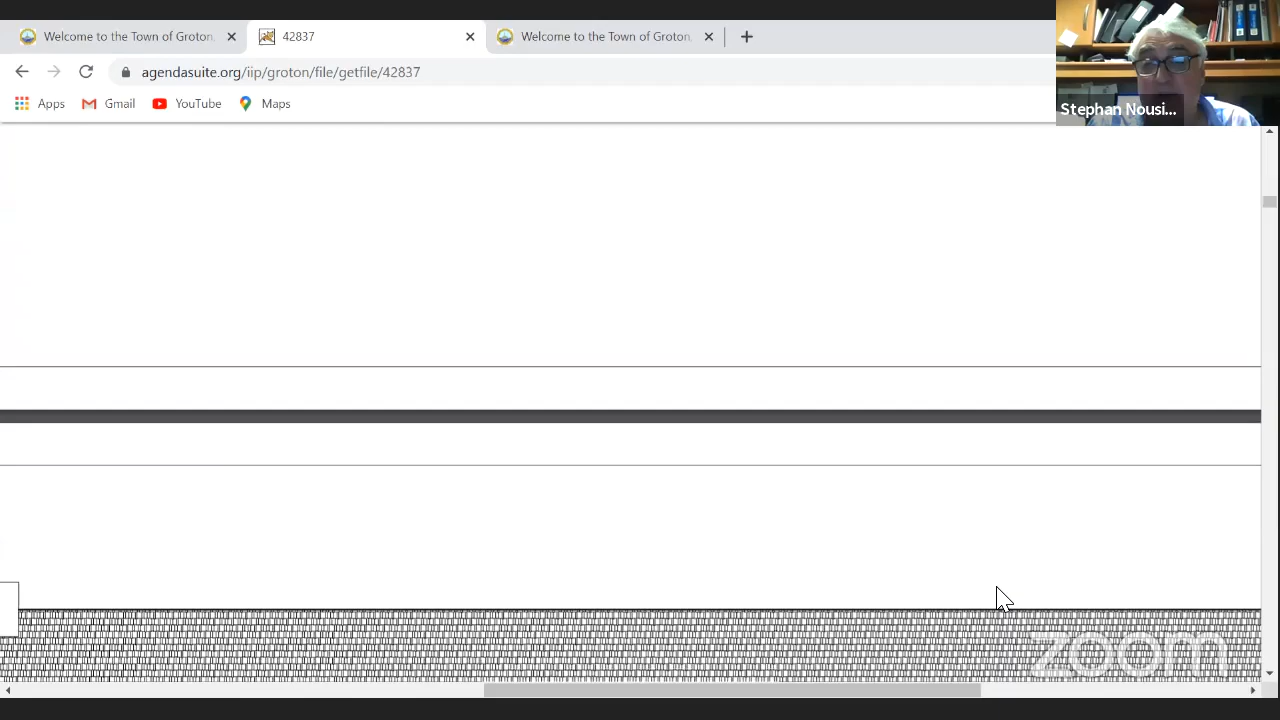 Welcome to the Town of Groton,
42837
Welcome to the Town of Groton,
agendasuite.org/iip/groton/file/getfile/42837
Apps
Gmail
YouTube
Maps
Stephan Nousi...
zoom